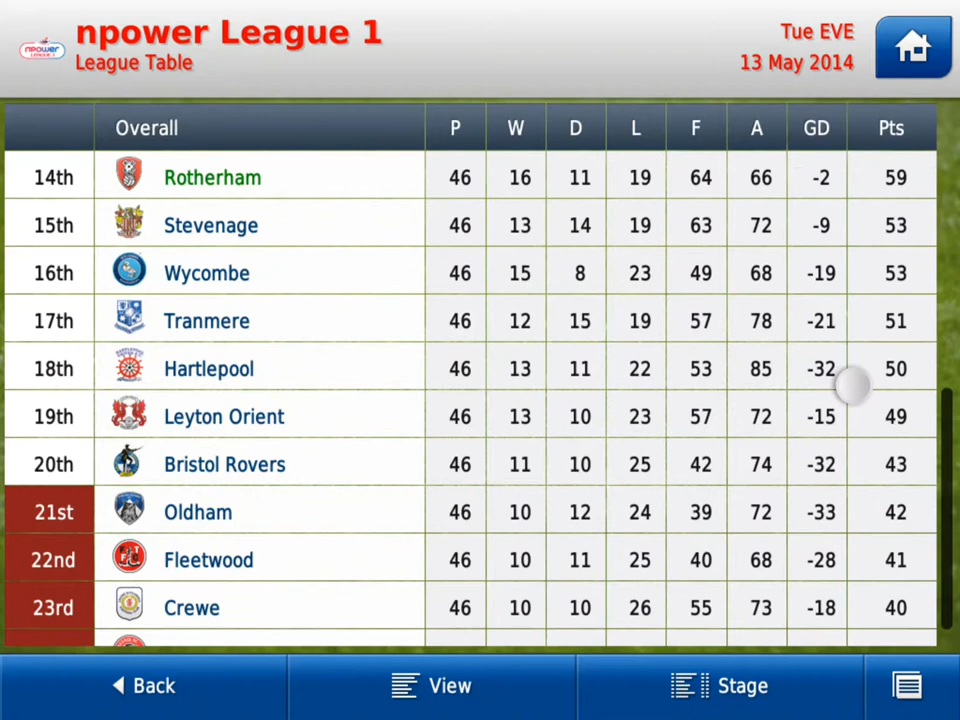 npower League 1
League Table
Tue EVE
13 May 2014
npower
LEAGUE 1
Overall P W D L F A GD Pts
14th Rotherham 46 16 11 19 64 66 -2 59
15th Stevenage 46 13 14 19 63 72 -9 53
16th Wycombe 46 15 8 23 49 68 -19 53
17th Tranmere 46 12 15 19 57 78 -21 51
18th Hartlepool 46 13 11 22 53 85 -32 50
19th Leyton Orient 46 13 10 23 57 72 -15 49
20th Bristol Rovers 46 11 10 25 42 74 -32 43
21st Oldham 46 10 12 24 39 72 -33 42
22nd Fleetwood 46 10 11 25 40 68 -28 41
23rd Crewe 46 10 10 26 55 73 -18 40
Back View Stage